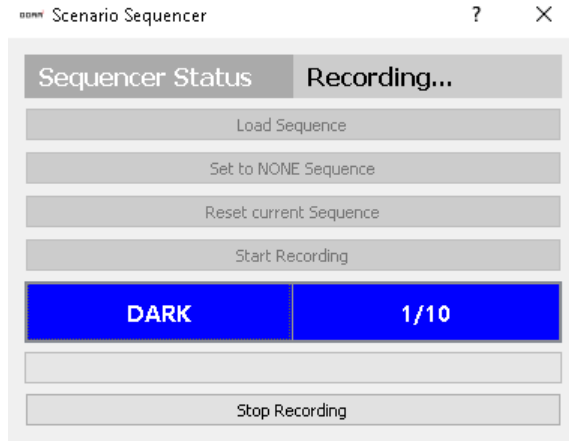 Scenario Sequencer ?
Sequencer Status Recording...
Load Sequence
Set to NONE Sequence
Reset current Sequence
Start Recording
DARK 1/10
Stop Recording